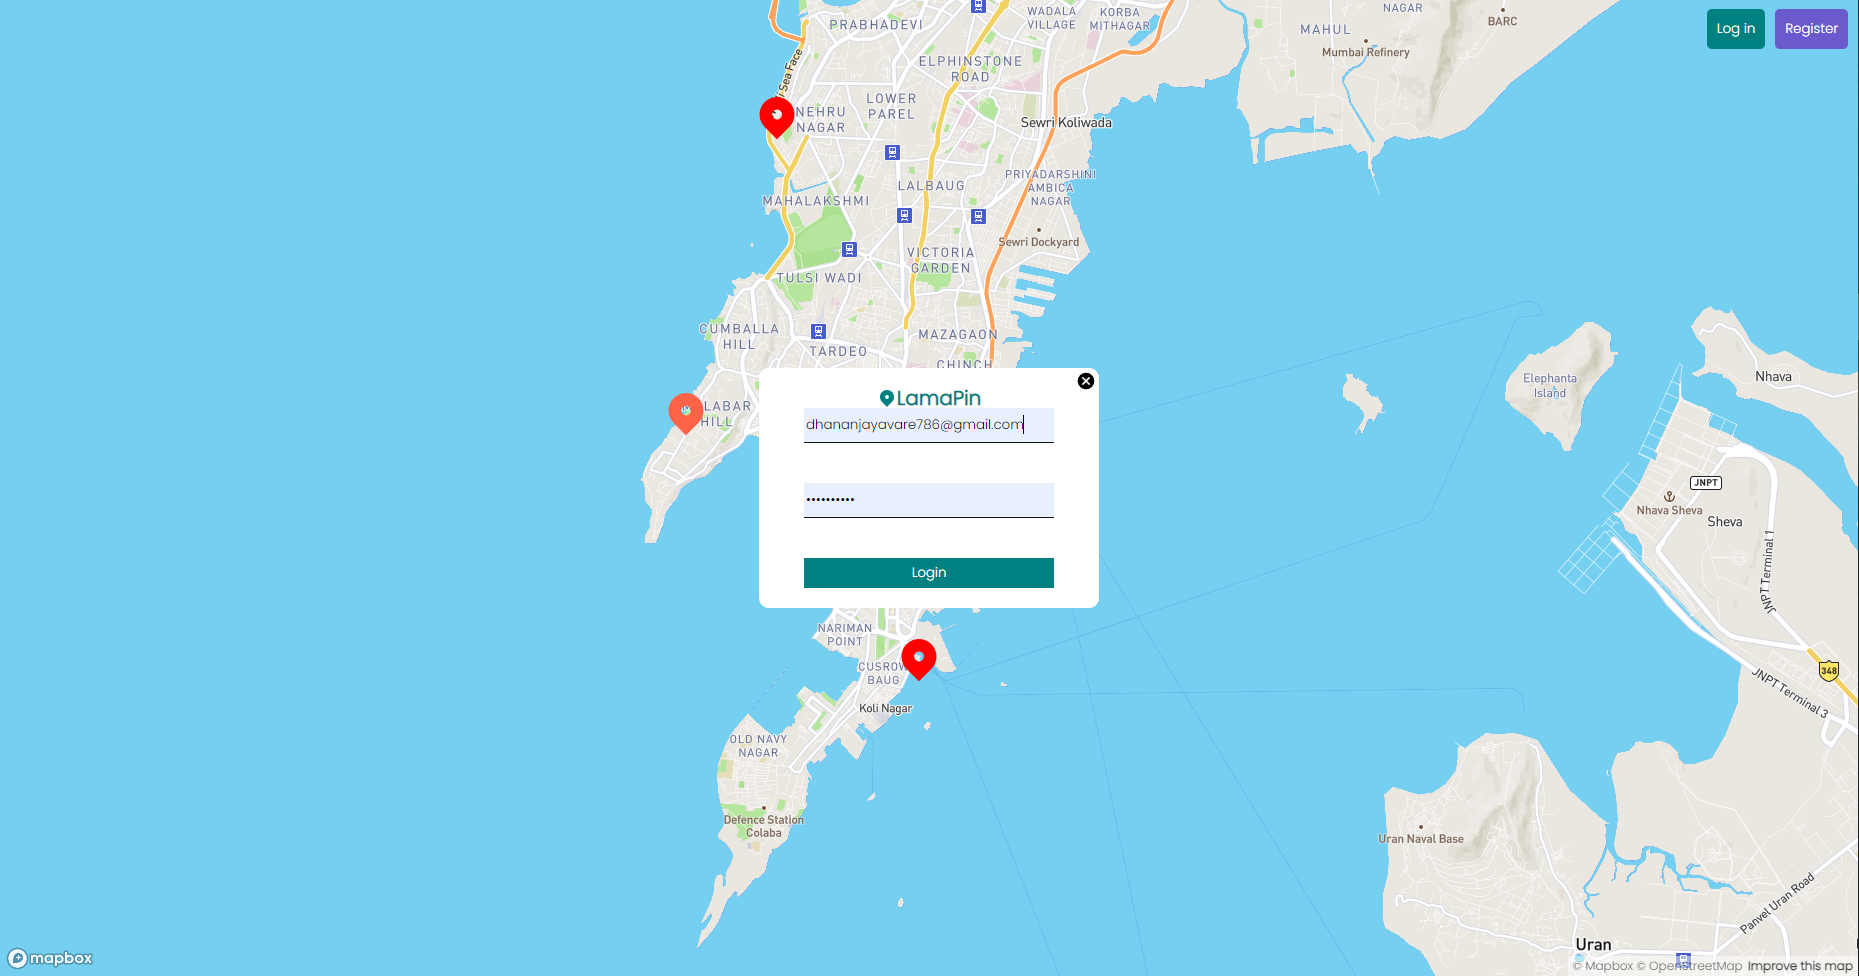 PRABHADEVI
WADALA
VILLAGE
KORBA
MITHAGAR
NAGAR
BARC
MAHUL
Mumbai Refinery
Log in
Register
Sea Face
ELPHINSTONE
ROAD
LOWER
PAREL
NEHRU
NAGAR
Sewri Koliwada
LALBAUG
PRIYADARSHINI
AMBICA
NAGAR
MAHALAKSHMI
Sewri Dockyard
VICTORIA
GARDEN
TULSI WADI
CUMBALLA
HILL
MAZAGAON
TARDEO
CHINCH
Elephanta
Island
Nhava
LamaPin
dhananjayavare786@gmail.com
••••••••••
Login
LABAR
HILL
JNPT
Nhava Sheva
Sheva
JNPT Terminal 1
NARIMAN
POINT
CUSROW
BAUG
Koli Nagar
348
JNPT Terminal 3
OLD NAVY
NAGAR
Defence Station
Colaba
Uran Naval Base
Panvel Uran Road
Uran
mapbox
© Mapbox © OpenStreetMap Improve this map